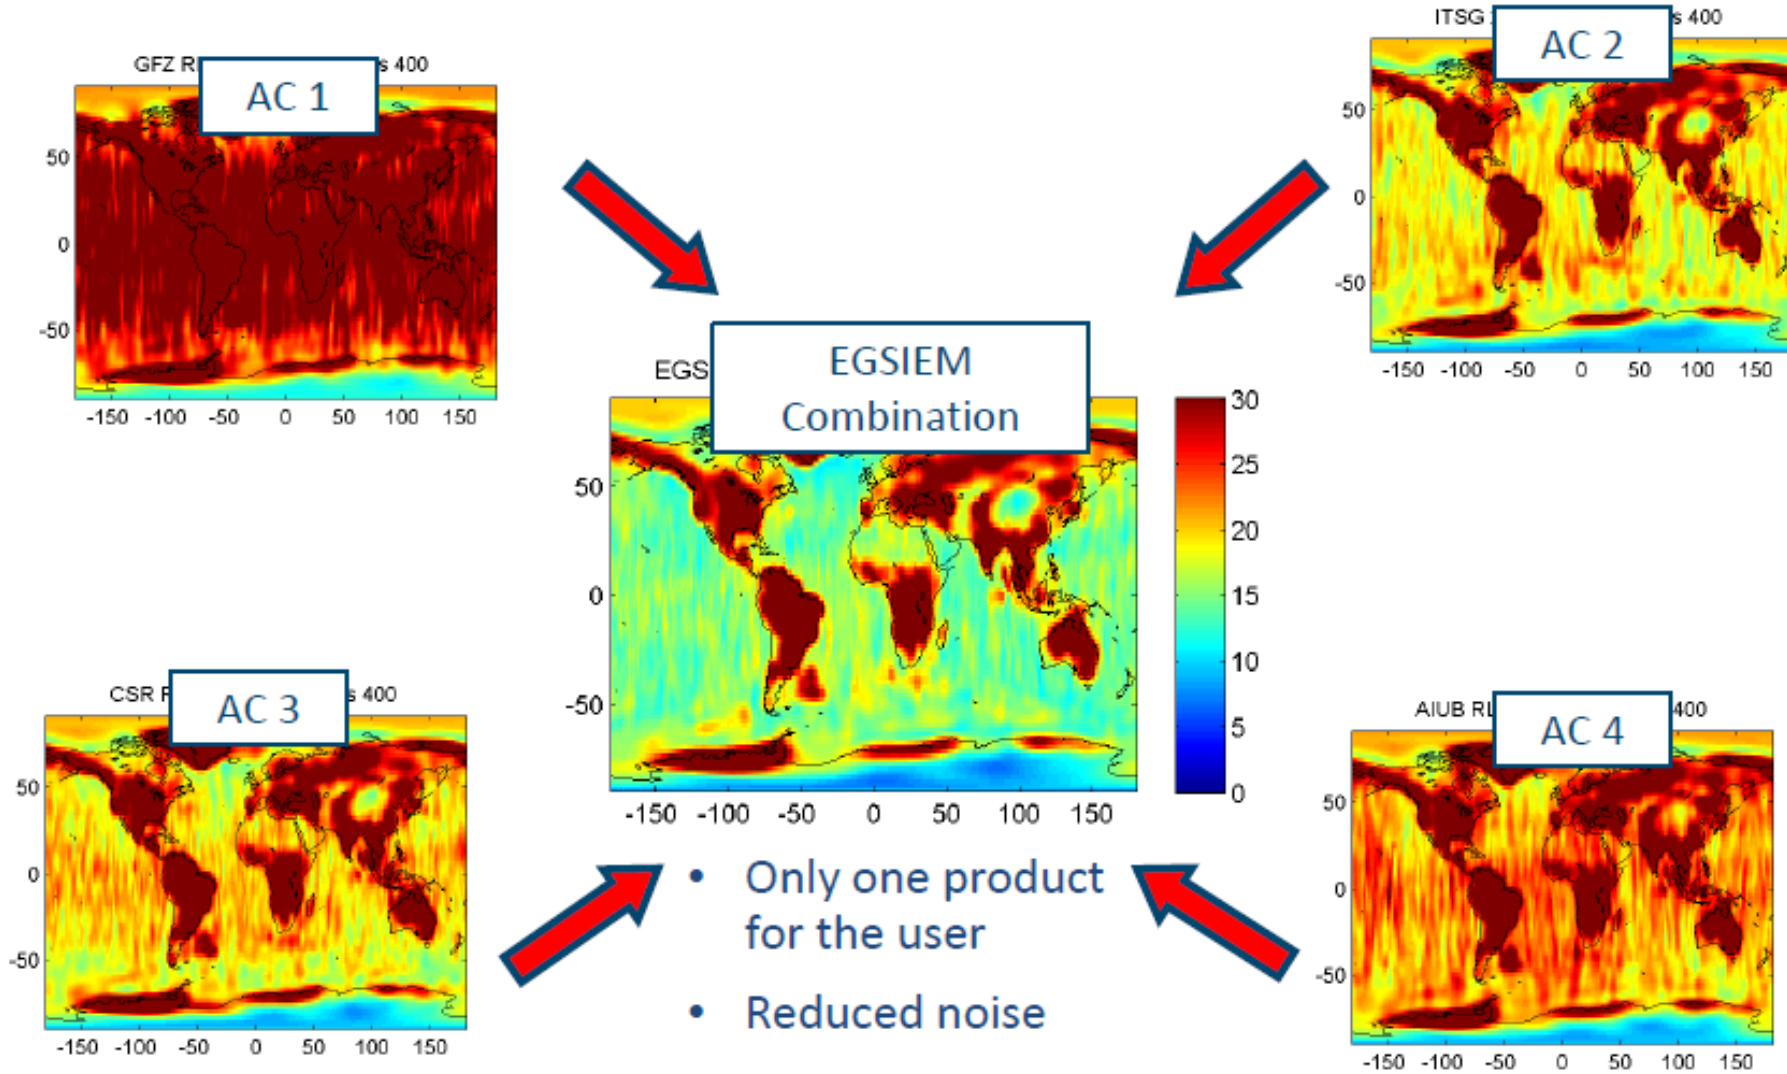 GFZ R s 400
AC 1
50
0
-50
-150 -100 -50 0 50 100 150
ITSG s 400
AC 2
50
0
-50
-150 -100 -50 0 50 100 150
EGS
EGSIEM
Combination
50
0
-50
-150 -100 -50 0 50 100 150
30
25
20
15
10
5
0
CSR s 400
AC 3
50
0
-50
-150 -100 -50 0 50 100 150
AIUB RL 400
AC 4
50
0
-50
-150 -100 -50 0 50 100 150
• Only one product
for the user
• Reduced noise